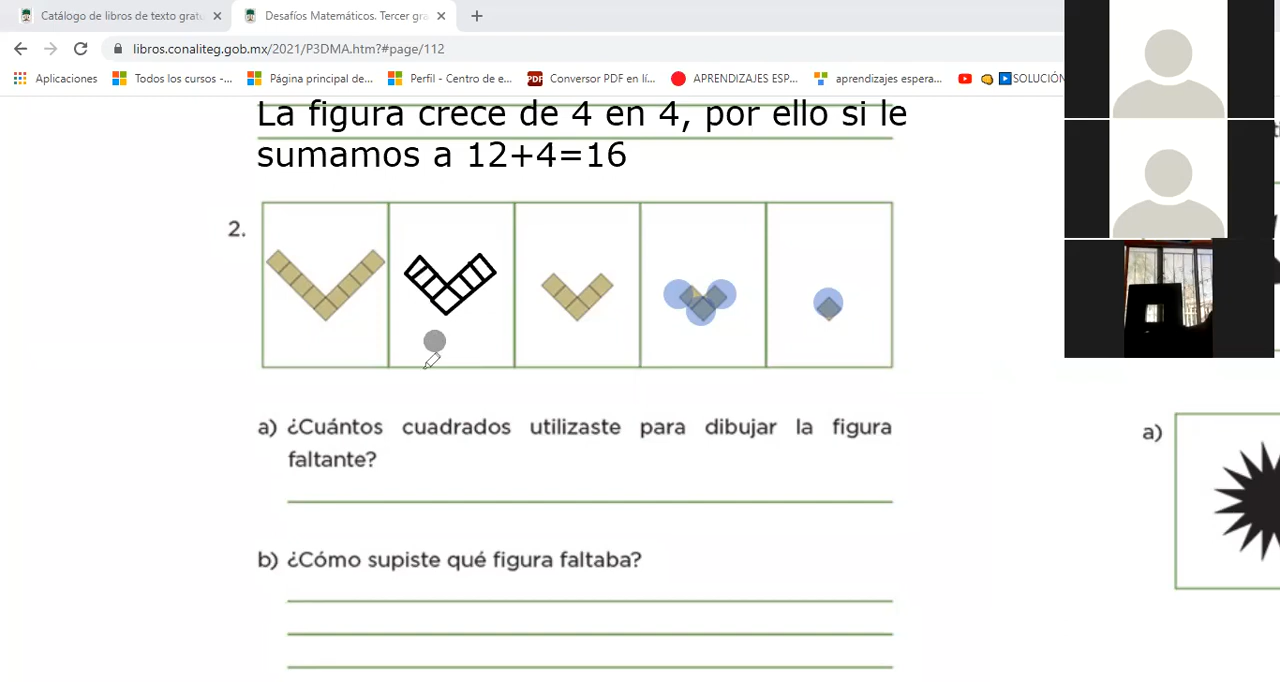 Catálogo de libros de texto gratu
Desafíos Matemáticos. Tercer gra
libros.conaliteg.gob.mx/2021/P3DMA.htm?#page/112
Aplicaciones
Todos los cursos -...
Página principal de...
Perfil - Centro de e...
PDF
Conversor PDF en lí...
APRENDIZAJES ESP...
aprendizajes espera...
SOLUCIÓN
La figura crece de 4 en 4, por ello si le
sumamos a 12+4=16
2.
a) ¿Cuántos cuadrados utilizaste para dibujar la figura
faltante?
b) ¿Cómo supiste qué figura faltaba?
a)